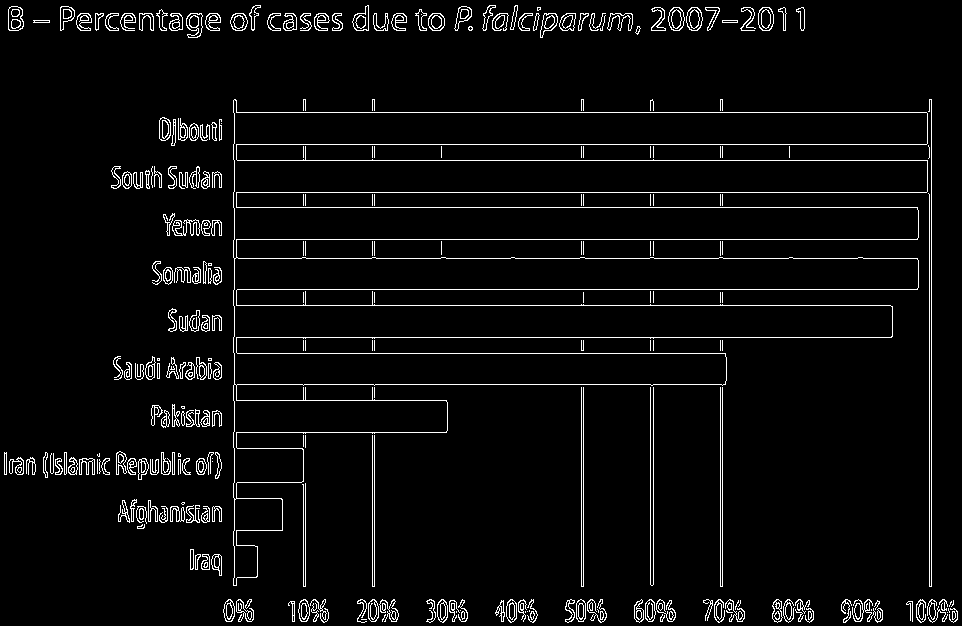 B – Percentage of cases due to P. falciparum, 2007–2011
Djbouti
South Sudan
Yemen
Somalia
Sudan
Saudi Arabia
Pakistan
Iran (Islamic Republic of)
Afghanistan
Iraq
0% 10% 20% 30% 40% 50% 60% 70% 80% 90% 100%